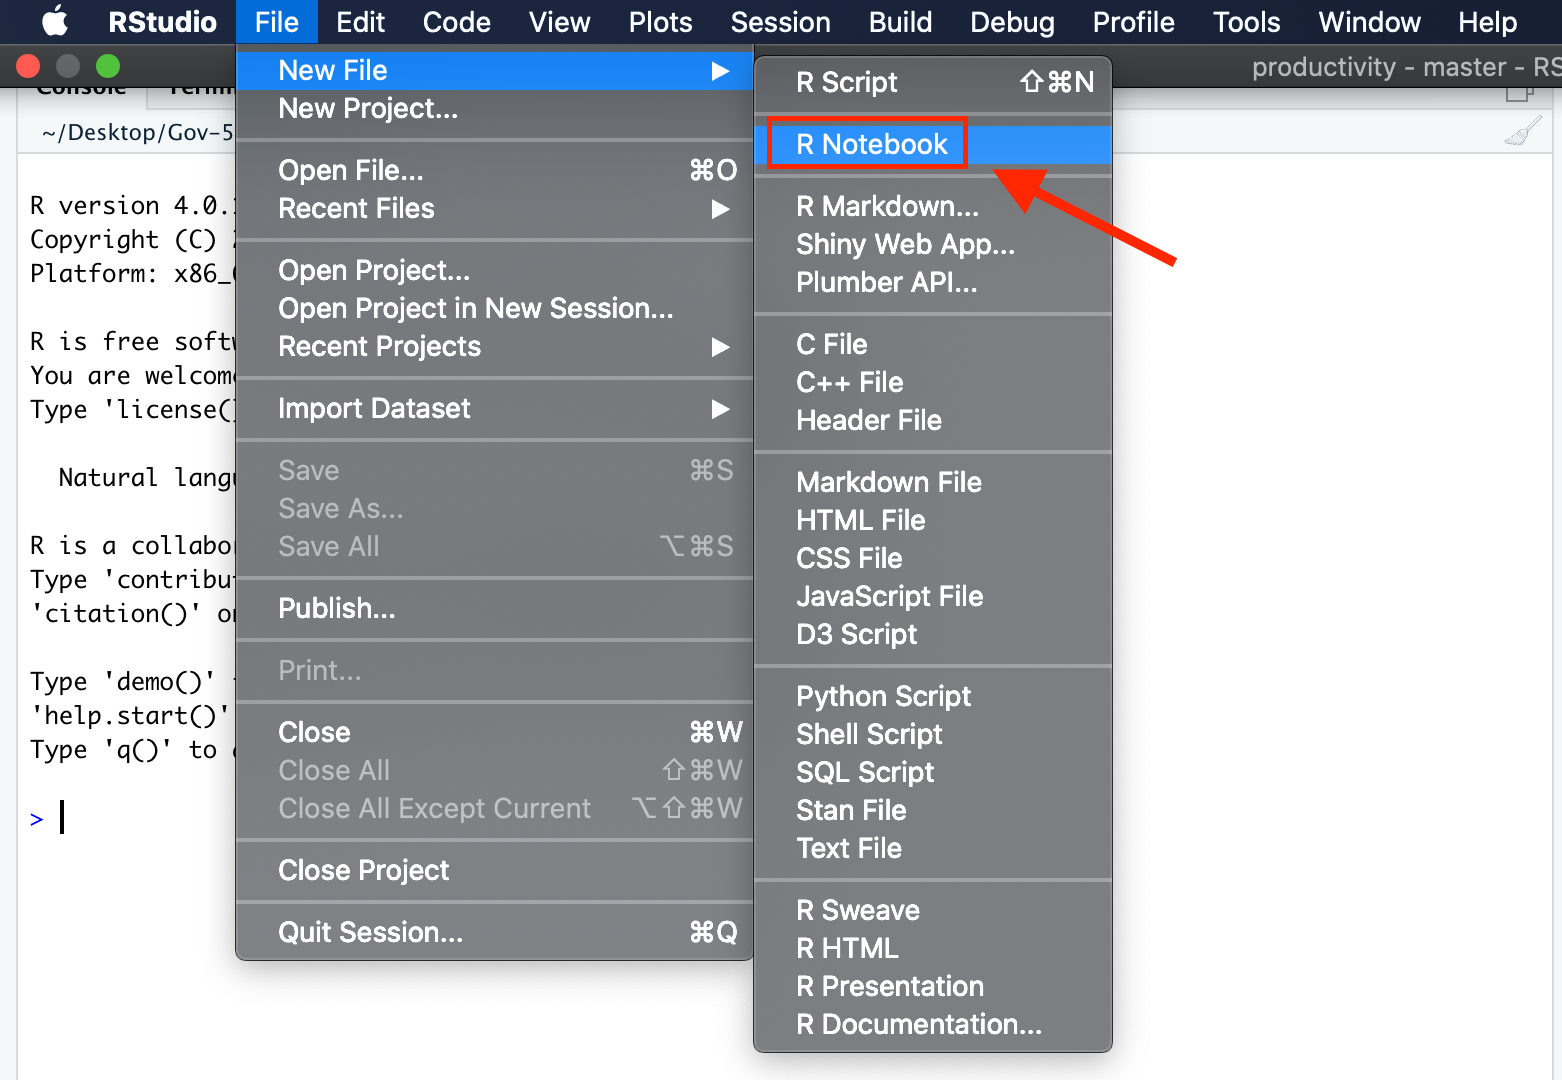 RStudio File Edit Code View Plots Session Build Debug Profile Tools Window Help
productivity - master - RS
Console
~/Desktop/Gov-5
R version 4.0.
Copyright (C)
Platform: x86_
R is free
You are
Type 'license(
Natural
R is a
Type
'citation()'
Type 'demo()'
'help.start()'
Type 'q()' to
>
New File
New Project...
Open File... ⌘O
Recent Files
Open Project...
Open Project in New Session...
Recent Projects
Import Dataset
Save ⌘S
Save As...
Save All ⌥⌘S
Publish...
Print...
Close ⌘W
Close All ⇧⌘W
Close All Except Current ⌥⇧⌘W
Close Project
Quit Session... ⌘Q
R Script ⇧⌘N
R Notebook
R Markdown...
Shiny Web App...
Plumber API...
C File
C++ File
Header File
Markdown File
HTML File
CSS File
JavaScript File
D3 Script
Python Script
Shell Script
SQL Script
Stan File
Text File
R Sweave
R HTML
R Presentation
R Documentation...